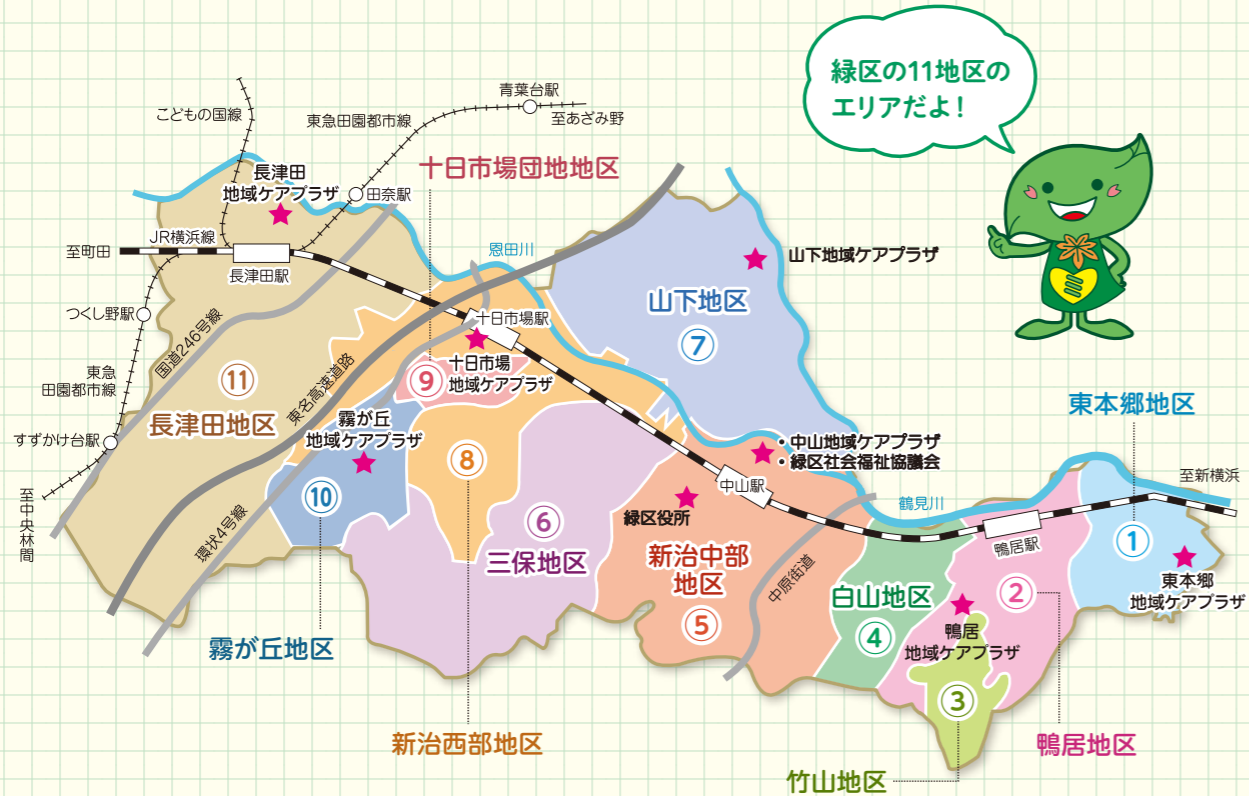 緑区の11地区の
エリアだよ！
こどもの国線
東急田園都市線
青葉台駅
至あざみ野
長津田
地域ケアプラザ
田奈駅
十日市場団地地区
至町田
JR横浜線
長津田駅
恩田川
山下地域ケアプラザ
山下地区
⑦
つくし野駅
国道246号線
十日市場駅
十日市場
地域ケアプラザ
⑨
東急
田園都市線
⑪
長津田地区
東名高速道路
霧が丘
地域ケアプラザ
すずかけ台駅
⑧
⑩
至中央林間
環状4号線
⑥
三保地区
・中山地域ケアプラザ
・緑区社会福祉協議会
中山駅
緑区役所
新治中部
地区
⑤
中原街道
鶴見川
東本郷地区
至新横浜
鴨居駅
①
東本郷
地域ケアプラザ
白山地区
④
②
鴨居
地域ケアプラザ
③
霧が丘地区
新治西部地区
鴨居地区
竹山地区